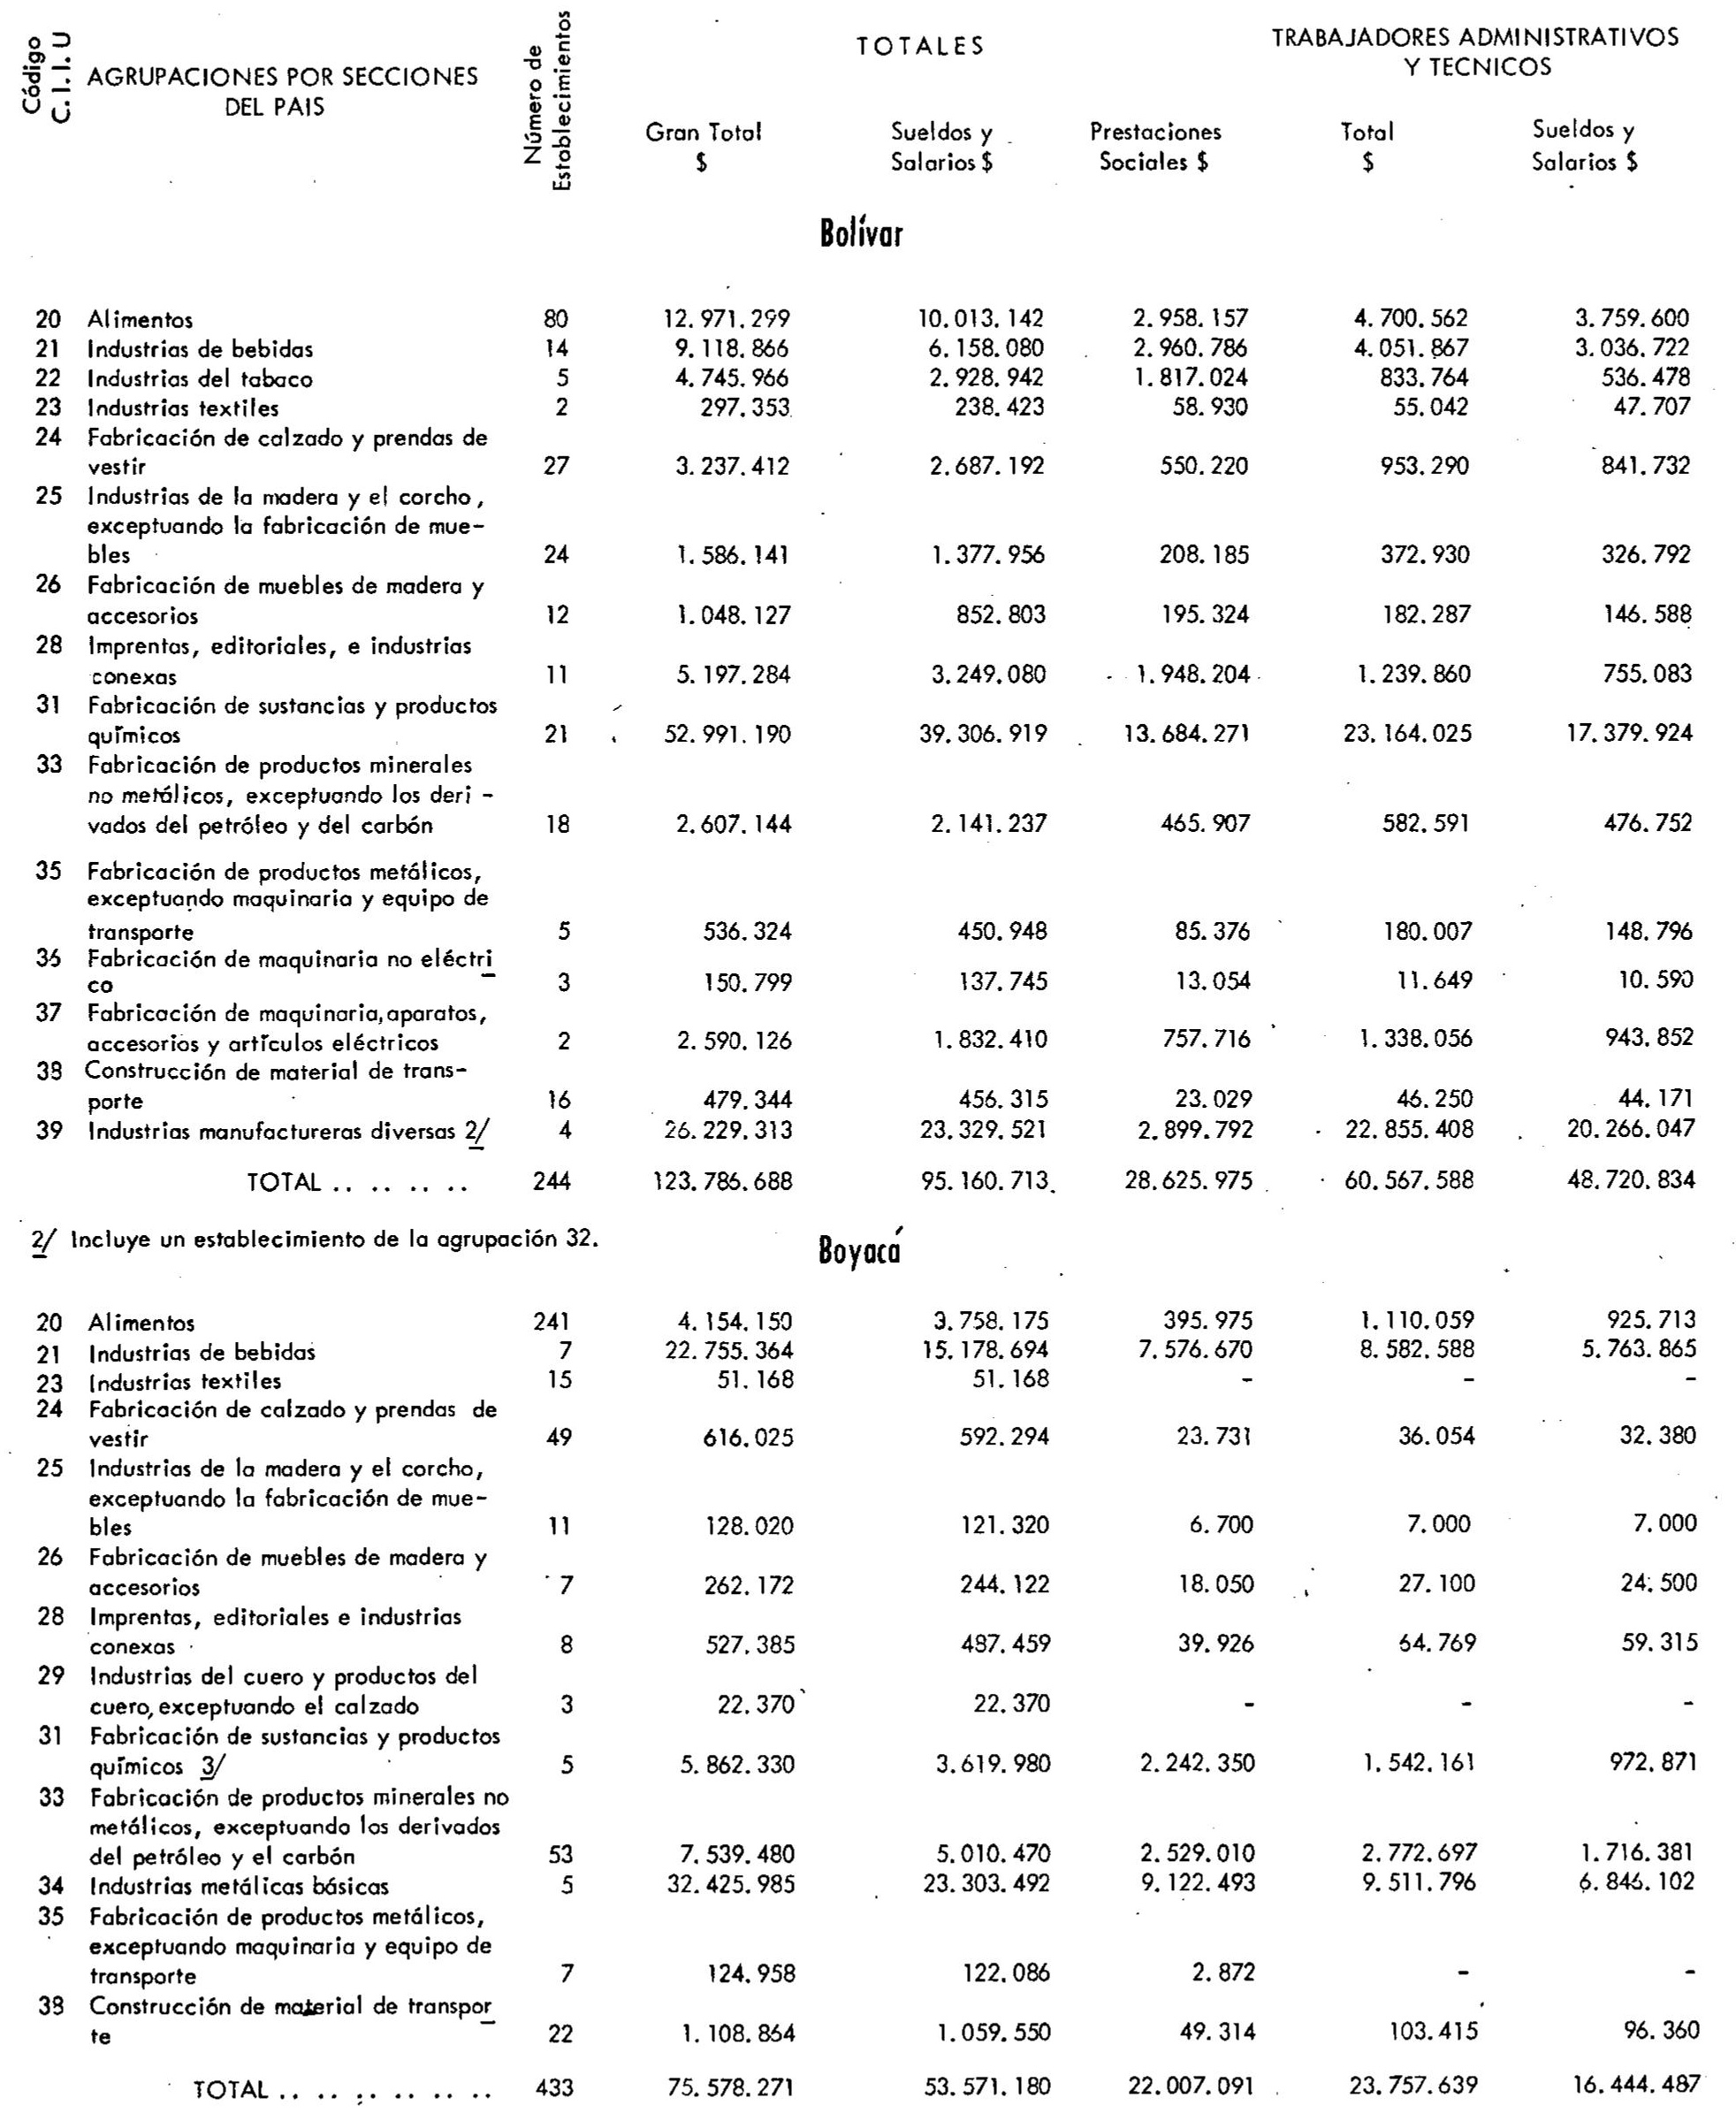 Código C. I. I. U
AGRUPACIONES POR SECCIONES DEL PAIS
Número de Establecimientos
TOTALES
TRABAJADORES ADMINISTRATIVOS Y TECNICOS
Gran Total $ Sueldos y Salarios $ Prestaciones Sociales $ Total $ Sueldos y Salarios $
Bolívar
20 Alimentos 80 12.971.299 10.013.142 2.958.157 4.700.562 3.759.600
21 Industrias de bebidas 14 9.118.866 6.158.080 2.960.786 4.051.867 3.036.722
22 Industrias del tabaco 5 4.745.966 2.928.942 1.817.024 833.764 536.478
23 Industrias textiles 2 297.353 238.423 58.930 55.042 47.707
24 Fabricación de calzado y prendas de
vestir 27 3.237.412 2.687.192 550.220 953.290 841.732
25 Industrias de la madera y el corcho,
exceptuando la fabricación de mue-
bles 24 1.586.141 1.377.956 208.185 372.930 326.792
26 Fabricación de muebles de madera y
accesorios 12 1.048.127 852.803 195.324 182.287 146.588
28 Imprentas, editoriales, e industrias
conexas 11 5.197.284 3.249.080 1.948.204 1.239.860 755.083
31 Fabricación de sustancias y productos
químicos 21 52.991.190 39.306.919 13.684.271 23.164.025 17.379.924
33 Fabricación de productos minerales
no metálicos, exceptuando los deri -
vados del petróleo y del carbón 18 2.607.144 2.141.237 465.907 582.591 476.752
35 Fabricación de productos metálicos,
exceptuando maquinaria y equipo de
transporte 5 536.324 450.948 85.376 180.007 148.796
36 Fabricación de maquinaria no eléctri
co 3 150.799 137.745 13.054 11.649 10.590
37 Fabricación de maquinaria, aparatos,
accesorios y artículos eléctricos 2 2.590.126 1.832.410 757.716 1.338.056 943.852
38 Construcción de material de trans-
porte 16 479.344 456.315 23.029 46.250 44.171
39 Industrias manufactureras diversas 2/ 4 26.229.313 23.329.521 2.899.792 22.855.408 20.266.047
TOTAL .. .. .. .. 244 123.786.688 95.160.713 28.625.975 60.567.588 48.720.834
2/ Incluye un establecimiento de la agrupación 32.
Boyacá
20 Alimentos 241 4.154.150 3.758.175 395.975 1.110.059 925.713
21 Industrias de bebidas 7 22.755.364 15.178.694 7.576.670 8.582.588 5.763.865
23 Industrias textiles 15 51.168 51.168 - - -
24 Fabricación de calzado y prendas de
vestir 49 616.025 592.294 23.731 36.054 32.380
25 Industrias de la madera y el corcho,
exceptuando la fabricación de mue-
bles 11 128.020 121.320 6.700 7.000 7.000
26 Fabricación de muebles de madera y
accesorios 7 262.172 244.122 18.050 27.100 24.500
28 Imprentas, editoriales e industrias
conexas 8 527.385 487.459 39.926 64.769 59.315
29 Industrias del cuero y productos del
cuero, exceptuando el calzado 3 22.370 22.370 - - -
31 Fabricación de sustancias y productos
químicos 3/ 5 5.862.330 3.619.980 2.242.350 1.542.161 972.871
33 Fabricación de productos minerales no
metálicos, exceptuando los derivados
del petróleo y el carbón 53 7.539.480 5.010.470 2.529.010 2.772.697 1.716.381
34 Industrias metálicas básicas 5 32.425.985 23.303.492 9.122.493 9.511.796 6.846.102
35 Fabricación de productos metálicos,
exceptuando maquinaria y equipo de
transporte 7 124.958 122.086 2.872 - -
38 Construcción de material de transpor
te 22 1.108.864 1.059.550 49.314 103.415 96.360
TOTAL .. .. .. .. .. .. 433 75.578.271 53.571.180 22.007.091 23.757.639 16.444.487